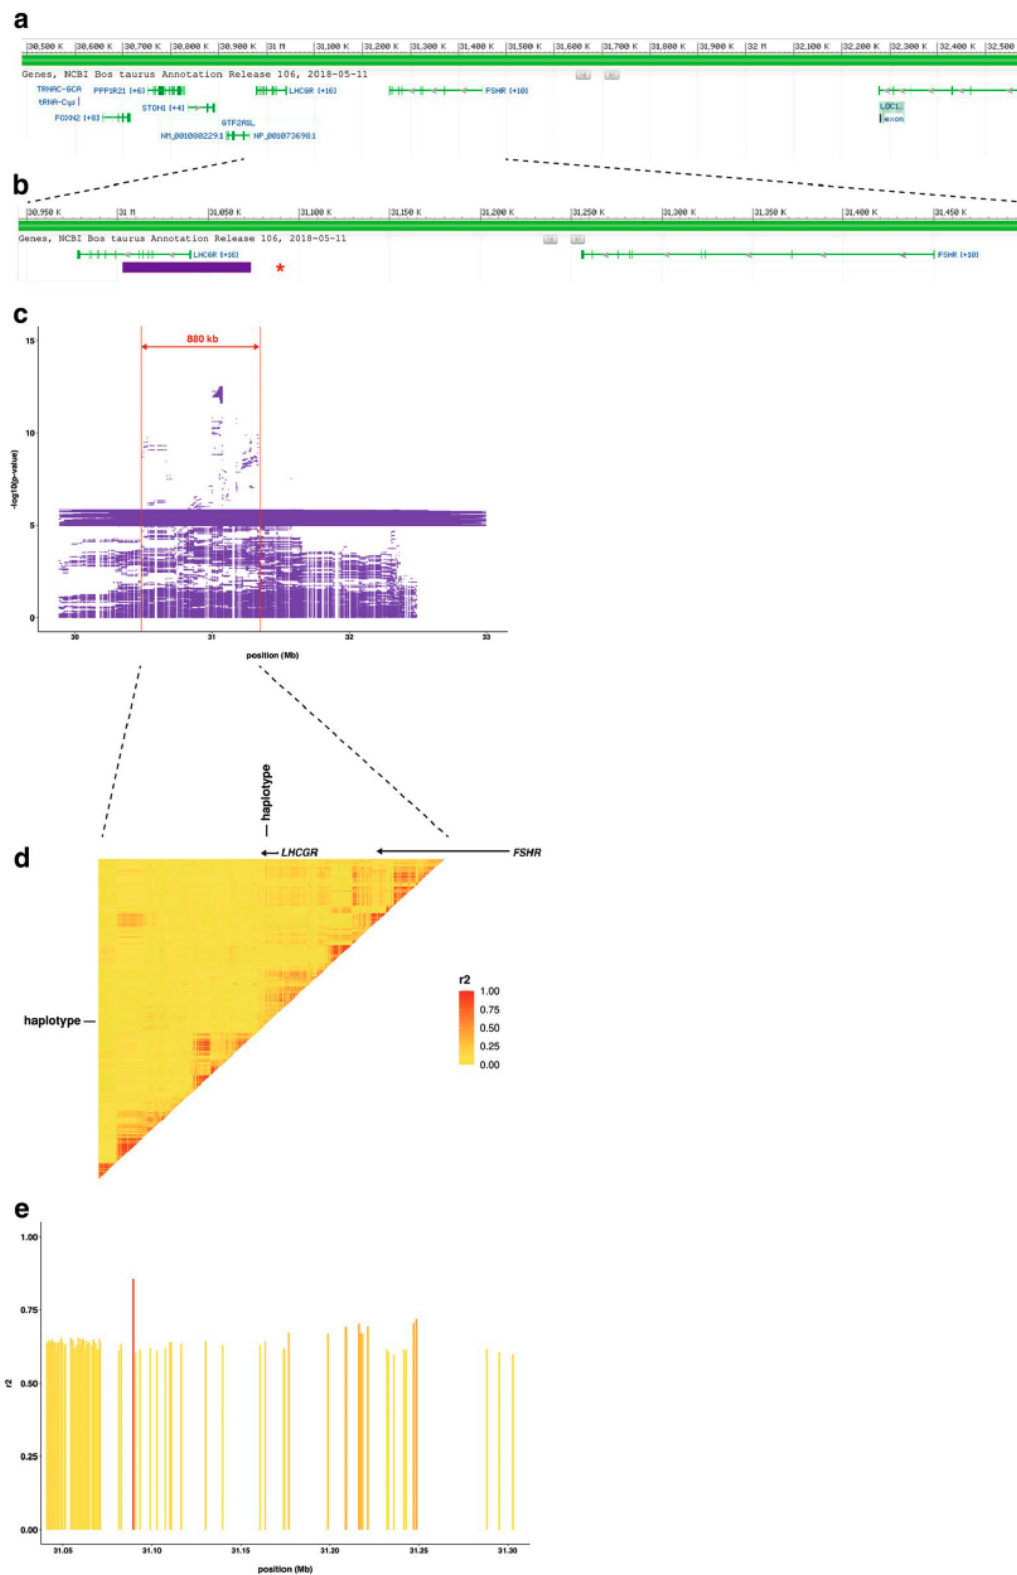 a
30,500 K 30,600 K 30,700 K 30,800 K 30,900 K 31 M 31,100 K 31,200 K 31,300 K 31,400 K 31,500 K 31,600 K 31,700 K 31,800 K 31,900 K 32 M 32,100 K 32,200 K 32,300 K 32,400 K 32,500
Genes, NCBI Bos taurus Annotation Release 106, 2018-05-11
TRNAC-GCA PPP1R21 [+6] LHCGR [+16] FSHR [+10]
tRNA-Cys STON1 [+4] LOC1…
FOXN2 [+8] GTF2A1L exon
NM_001080229.1 NP_001073698.1
b
30,950 K 31 M 31,050 K 31,100 K 31,150 K 31,200 K 31,250 K 31,300 K 31,350 K 31,400 K 31,450 K
Genes, NCBI Bos taurus Annotation Release 106, 2018-05-11
LHCGR [+16] FSHR [+10]
*
c
880 kb
15
10
5
0
-log10(p-value)
30 31 32 33
position (Mb)
haplotype
d
LHCGR FSHR
haplotype
r2
1.00
0.75
0.50
0.25
0.00
e
1.00
0.75
0.50
0.25
0.00
r2
31.05 31.10 31.15 31.20 31.25 31.30
position (Mb)